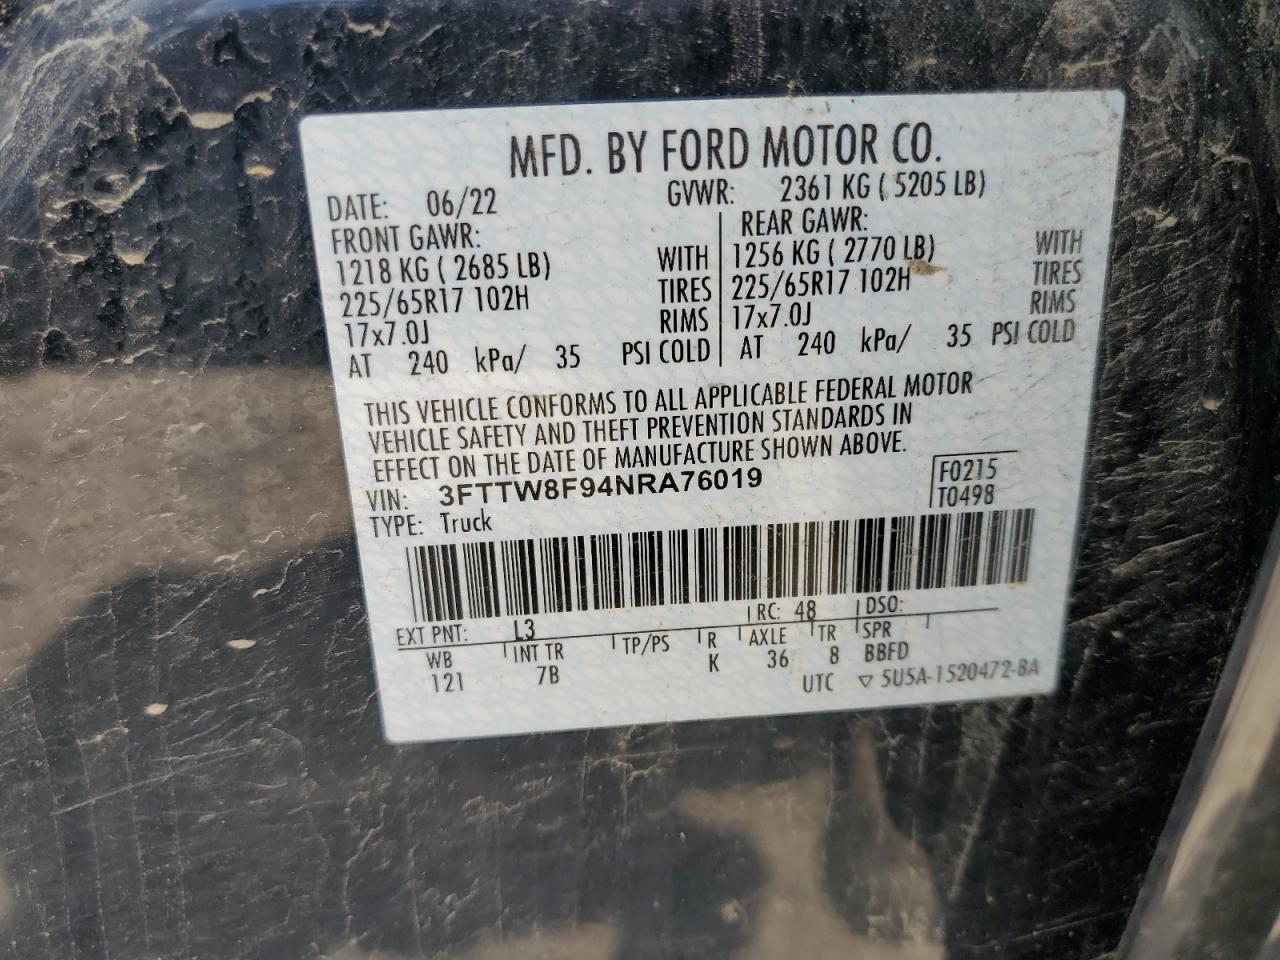 MFD. BY FORD MOTOR CO.
DATE: 06/22 GVWR: 2361 KG ( 5205 LB)
FRONT GAWR: REAR GAWR:
1218 KG ( 2685 LB) WITH 1256 KG ( 2770 LB) WITH
225/65R17 102H TIRES 225/65R17 102H TIRES
17x7.0J RIMS 17x7.0J RIMS
AT 240 kPa/ 35 PSI COLD AT 240 kPa/ 35 PSI COLD
THIS VEHICLE CONFORMS TO ALL APPLICABLE FEDERAL MOTOR
VEHICLE SAFETY AND THEFT PREVENTION STANDARDS IN
EFFECT ON THE DATE OF MANUFACTURE SHOWN ABOVE.
VIN: 3FTTW8F94NRA76019 F0215
TYPE: Truck T0498
EXT PNT: L3 RC: 48 DSO:
WB INT TR TP/PS R AXLE TR SPR
121 7B K 36 8 BBFD
UTC ▽ 5U5A-1520472-BA